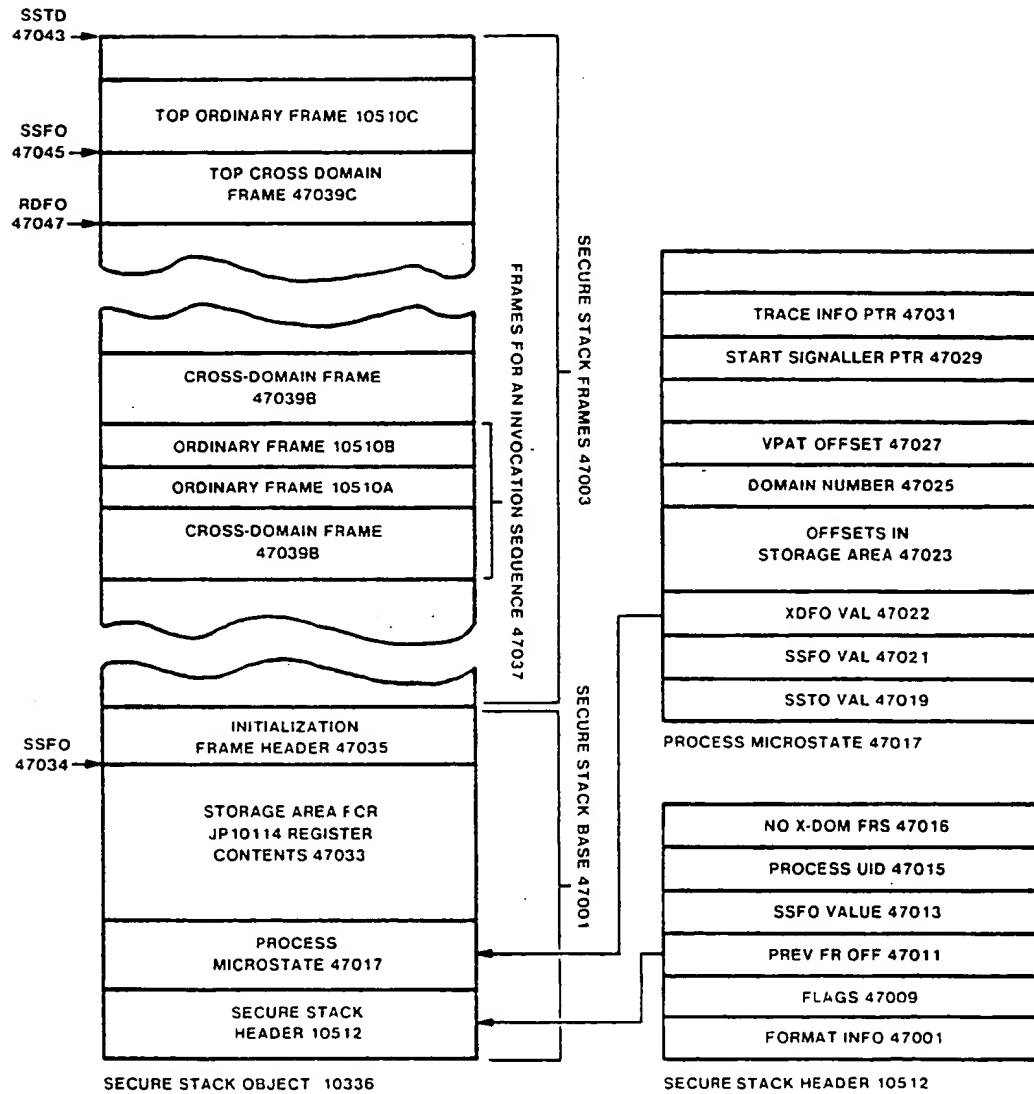 SSTD
47043
TOP ORDINARY FRAME 10510C
SSFO
47045
TOP CROSS DOMAIN
FRAME 47039C
RDFO
47047
CROSS-DOMAIN FRAME
47039B
ORDINARY FRAME 10510B
ORDINARY FRAME 10510A
CROSS-DOMAIN FRAME
47039B
FRAMES FOR AN INVOCATION SEQUENCE 47037
SECURE STACK FRAMES 47003
INITIALIZATION
FRAME HEADER 47035
SSFO
47034
STORAGE AREA FCR
JP10114 REGISTER
CONTENTS 47033
PROCESS
MICROSTATE 47017
SECURE STACK
HEADER 10512
SECURE STACK BASE 47001
SECURE STACK OBJECT 10336
TRACE INFO PTR 47031
START SIGNALLER PTR 47029
VPAT OFFSET 47027
DOMAIN NUMBER 47025
OFFSETS IN
STORAGE AREA 47023
XDFO VAL 47022
SSFO VAL 47021
SSTO VAL 47019
PROCESS MICROSTATE 47017
NO X-DOM FRS 47016
PROCESS UID 47015
SSFO VALUE 47013
PREV FR OFF 47011
FLAGS 47009
FORMAT INFO 47001
SECURE STACK HEADER 10512